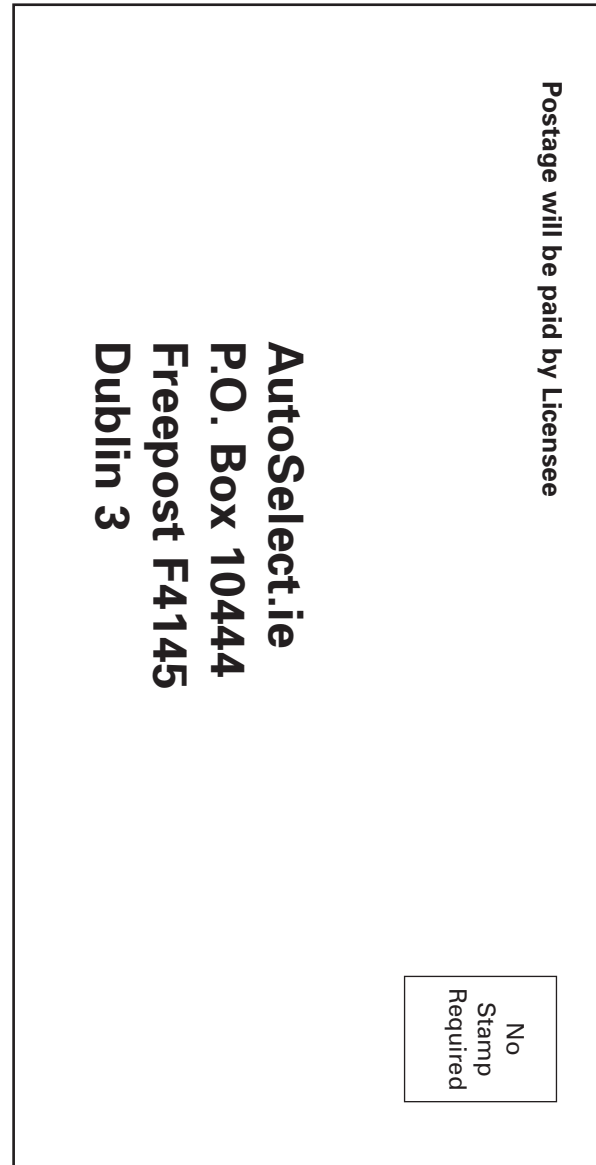 Postage will be paid by Licensee
No
Stamp
Required
AutoSelect.ie
P.O. Box 10444
Freepost F4145
Dublin 3